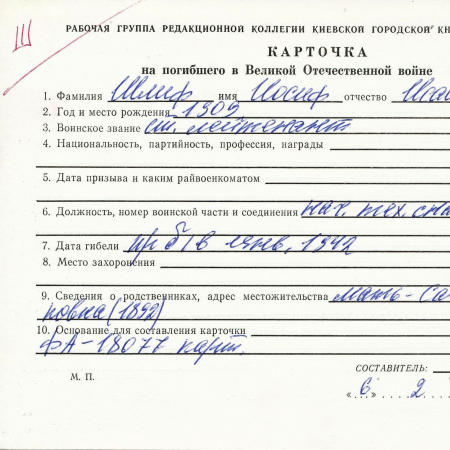 Ш
РАБОЧАЯ ГРУППА РЕДАКЦИОННОЙ КОЛЛЕГИИ КИЕВСКОЙ ГОРОДСКОЙ КН
КАРТОЧКА
на погибшего в Великой Отечественной войне
1. Фамилия Шлиф имя Иосиф отчество Иса
2. Год и место рождения 1909
3. Воинское звание ст. лейтенант
4. Национальность, партийность, профессия, награды
5. Дата призыва и каким райвоенкоматом
6. Должность, номер воинской части и соединения нач. тех. сна
7. Дата гибели пр б/в янв. 1942
8. Место захоронения
9. Сведения о родственниках, адрес местожительства мать - Са
ровна (1892)
10. Основание для составления карточки
ФА-18077 карт.
СОСТАВИТЕЛЬ:
М. П.
« 6 » 2